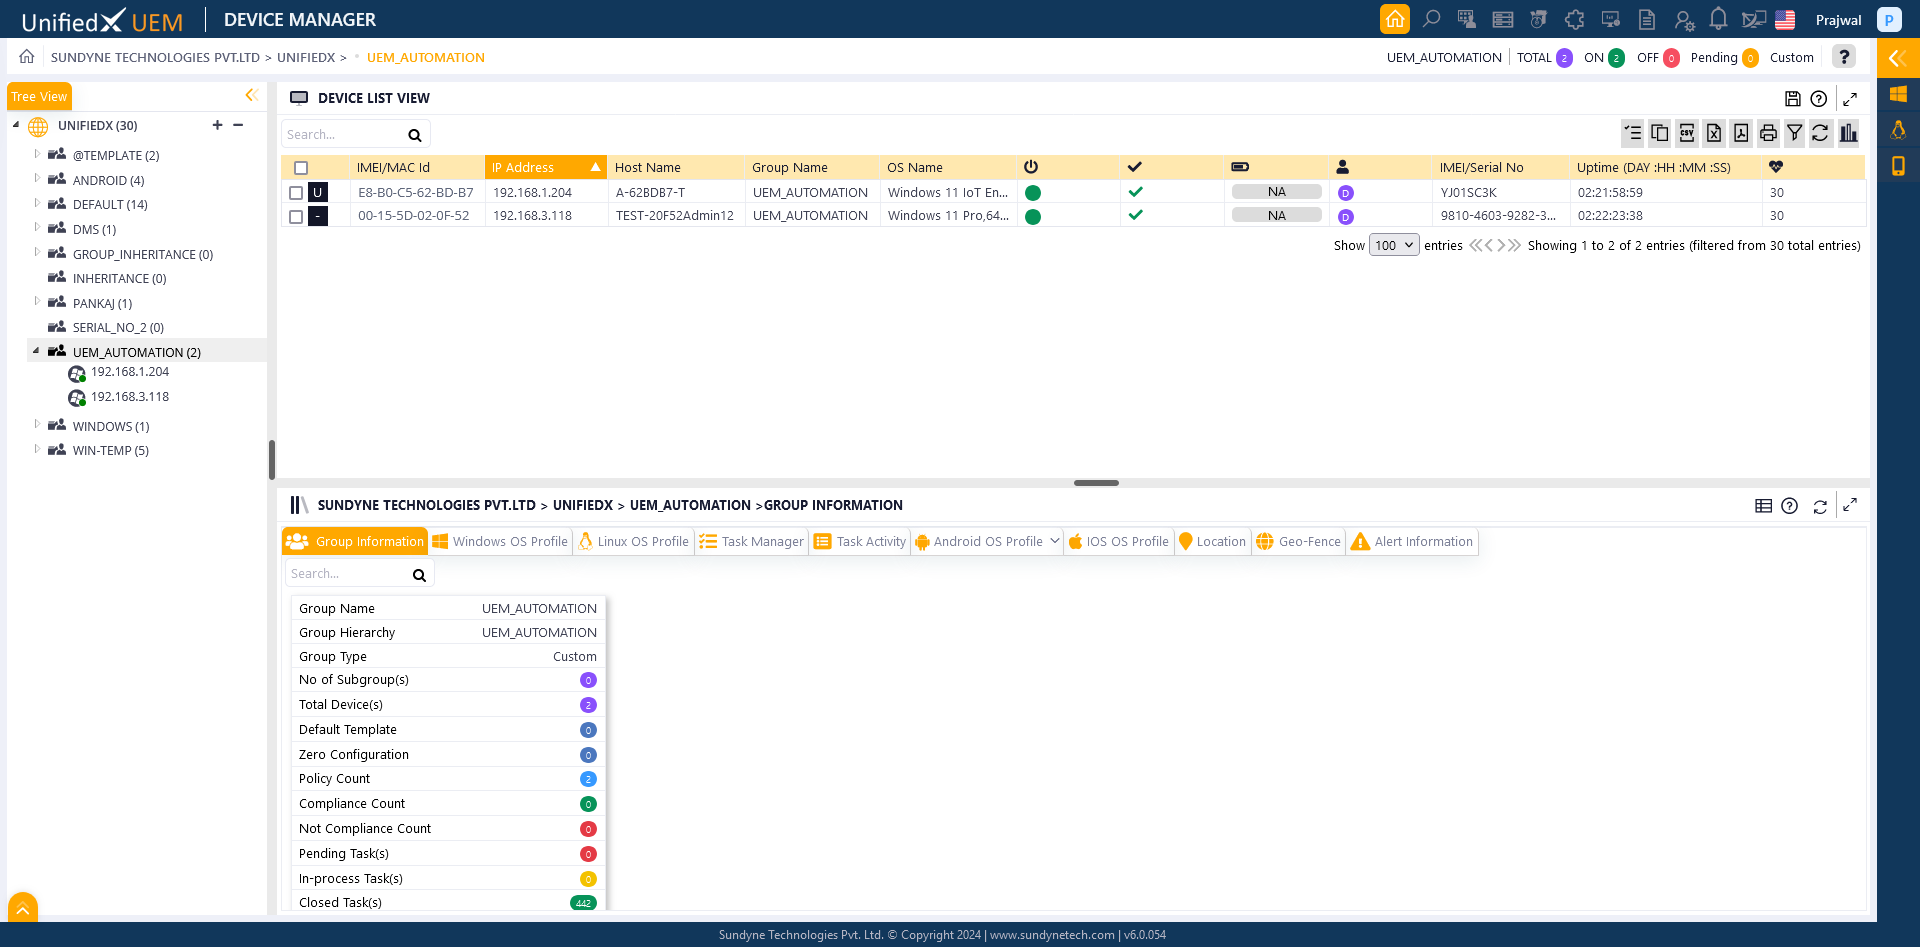 UnifiedX UEM DEVICE MANAGER Prajwal P
SUNDYNE TECHNOLOGIES PVT.LTD > UNIFIEDX > UEM_AUTOMATION UEM_AUTOMATION TOTAL 2 ON 2 OFF 0 Pending 0 Custom ?
Tree View
UNIFIEDX (30) + −
@TEMPLATE (2)
ANDROID (4)
DEFAULT (14)
DMS (1)
GROUP_INHERITANCE (0)
INHERITANCE (0)
PANKAJ (1)
SERIAL_NO_2 (0)
UEM_AUTOMATION (2)
192.168.1.204
192.168.3.118
WINDOWS (1)
WIN-TEMP (5)
DEVICE LIST VIEW
Search...
CSV
IMEI/MAC Id IP Address Host Name Group Name OS Name IMEI/Serial No Uptime (DAY :HH :MM :SS)
U E8-B0-C5-62-BD-B7 192.168.1.204 A-62BDB7-T UEM_AUTOMATION Windows 11 IoT En... NA D YJ01SC3K 02:21:58:59 30
- 00-15-5D-02-0F-52 192.168.3.118 TEST-20F52Admin12 UEM_AUTOMATION Windows 11 Pro,64... NA D 9810-4603-9282-3... 02:22:23:38 30
Show 100 entries Showing 1 to 2 of 2 entries (filtered from 30 total entries)
SUNDYNE TECHNOLOGIES PVT.LTD > UNIFIEDX > UEM_AUTOMATION >GROUP INFORMATION
Group Information Windows OS Profile Linux OS Profile Task Manager Task Activity Android OS Profile IOS OS Profile Location Geo-Fence Alert Information
Search...
Group Name UEM_AUTOMATION
Group Hierarchy UEM_AUTOMATION
Group Type Custom
No of Subgroup(s) 0
Total Device(s) 2
Default Template 0
Zero Configuration 0
Policy Count 2
Compliance Count 0
Not Compliance Count 0
Pending Task(s) 0
In-process Task(s) 0
Closed Task(s) 442
Sundyne Technologies Pvt. Ltd. © Copyright 2024 | www.sundynetech.com | v6.0.054